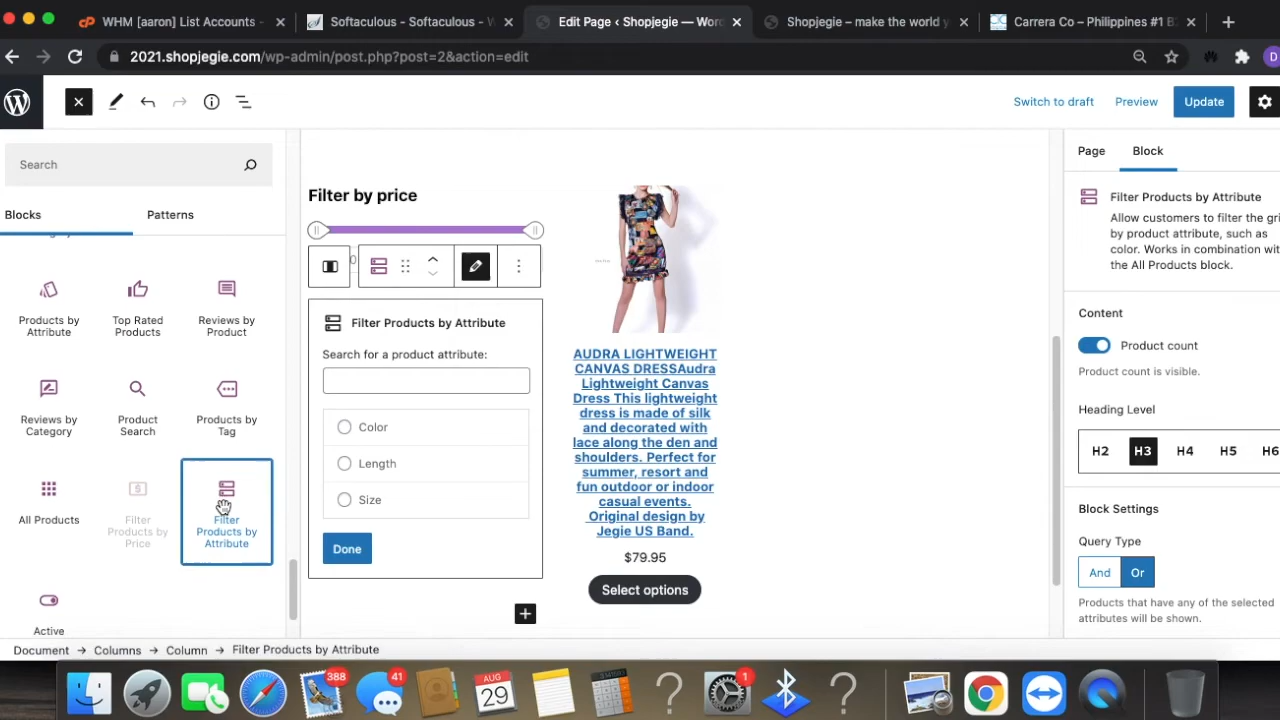 WHM [aaron] List Accounts -
Softaculous - Softaculous - W
Edit Page ‹ Shopjegie — Wor
Shopjegie – make the world y
Carrera Co – Philippines #1 B
2021.shopjegie.com/wp-admin/post.php?post=2&action=edit
Switch to draft
Preview
Update
Search
Blocks
Patterns
Products by
Attribute
Top Rated
Products
Reviews by
Product
Reviews by
Category
Product
Search
Products by
Tag
All Products
Filter
Products by
Price
Filter
Products by
Attribute
Active
Filter by price
Filter Products by Attribute
Search for a product attribute:
Color
Length
Size
Done
AUDRA LIGHTWEIGHT
CANVAS DRESSAudra
Lightweight Canvas
Dress This lightweight
dress is made of silk
and decorated with
lace along the den and
shoulders. Perfect for
summer, resort and
fun outdoor or indoor
casual events.
Original design by
Jegie US Band.
$79.95
Select options
Page
Block
Filter Products by Attribute
Allow customers to filter the gri
by product attribute, such as
color. Works in combination wit
the All Products block.
Content
Product count
Product count is visible.
Heading Level
H2
H3
H4
H5
H6
Block Settings
Query Type
And
Or
Products that have any of the selected
attributes will be shown.
Document → Columns → Column → Filter Products by Attribute
388
41
AUG
29
1